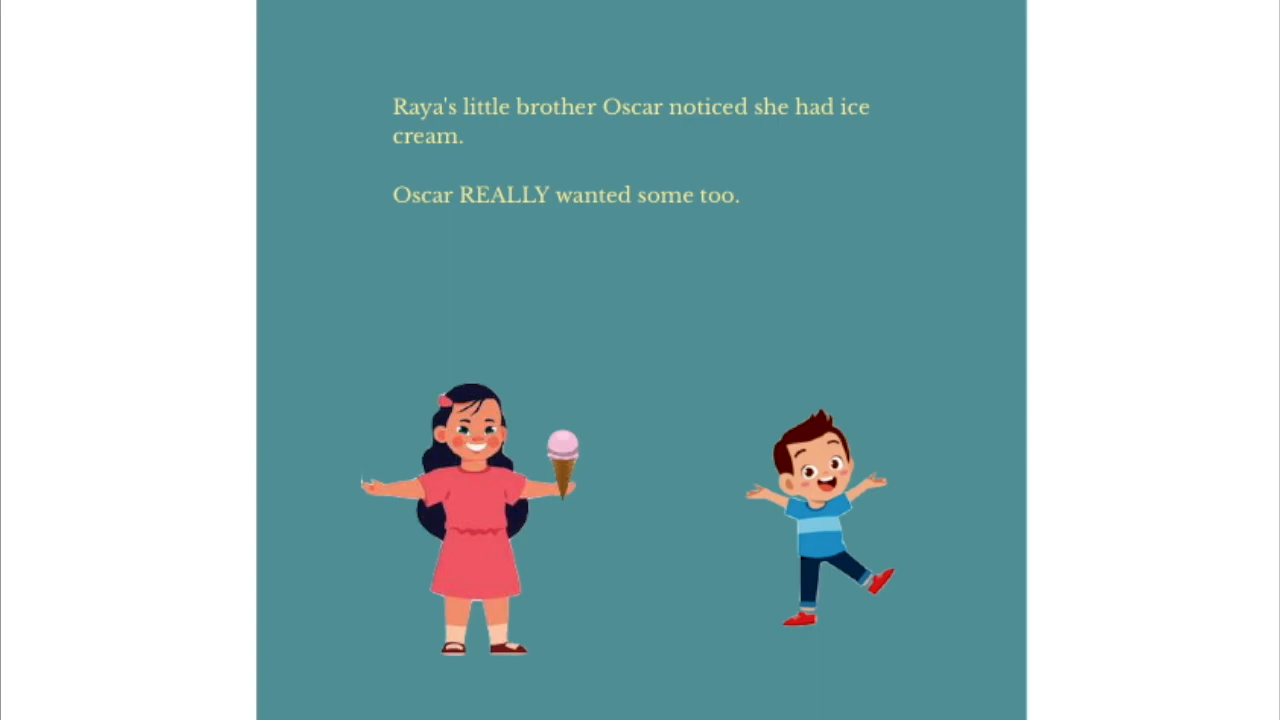 Raya's little brother Oscar noticed she had ice
cream.
Oscar REALLY wanted some too.